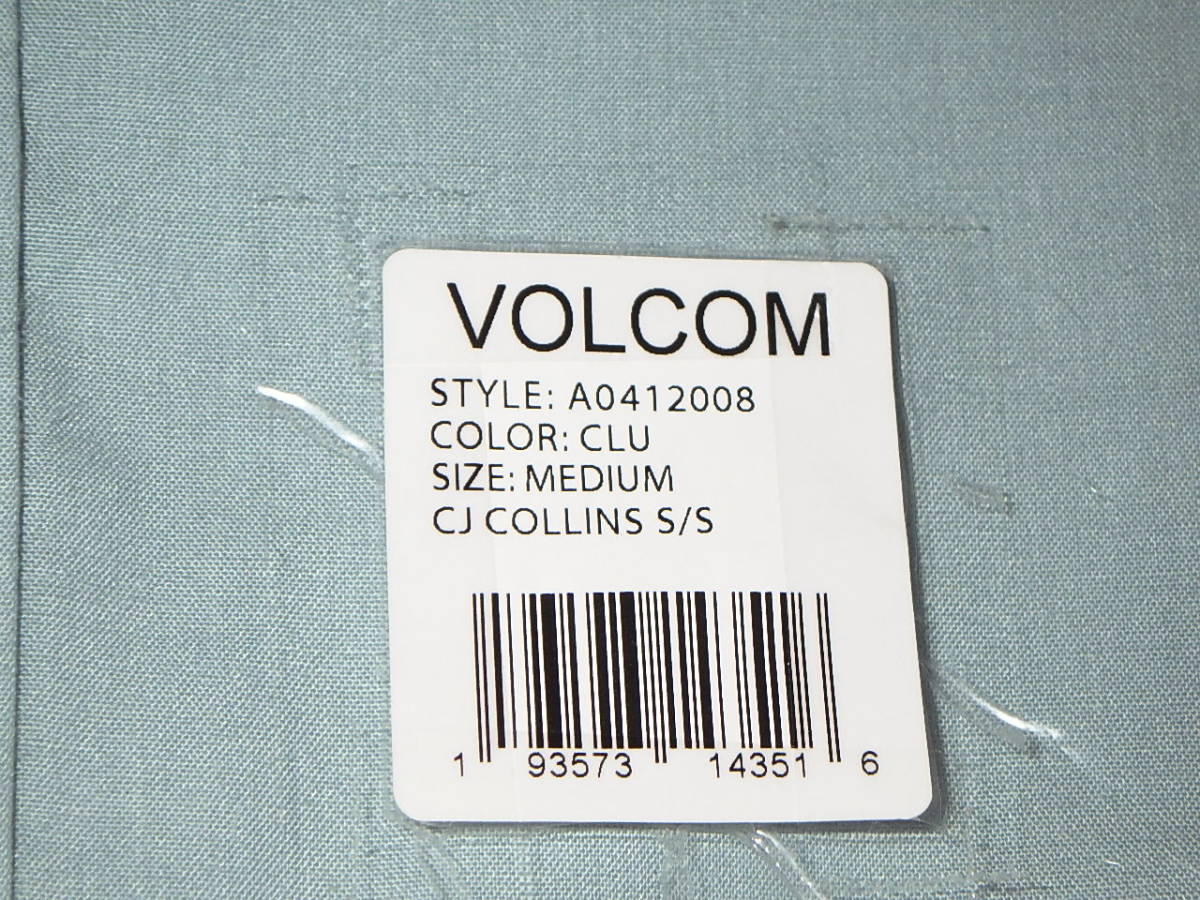 VOLCOM
STYLE: A0412008
COLOR: CLU
SIZE: MEDIUM
CJ COLLINS S/S
1 93573 14351 6